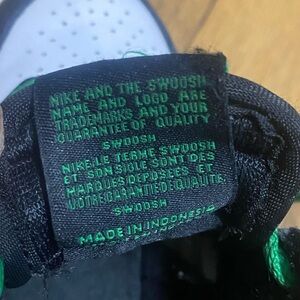 NIKE AND THE SWOOSH
NAME AND LOGO ARE
TRADEMARKS AND YOUR
GUARANTEE OF QUALITY
SWOOSH
NIKE, LE TERME SWOOSH
ET SON SIGLE SONT DES
MARQUES DEPOSEES ET
VOTRE GARANTIE DE QUALITE
SWOOSH
MADE IN INDONESIA